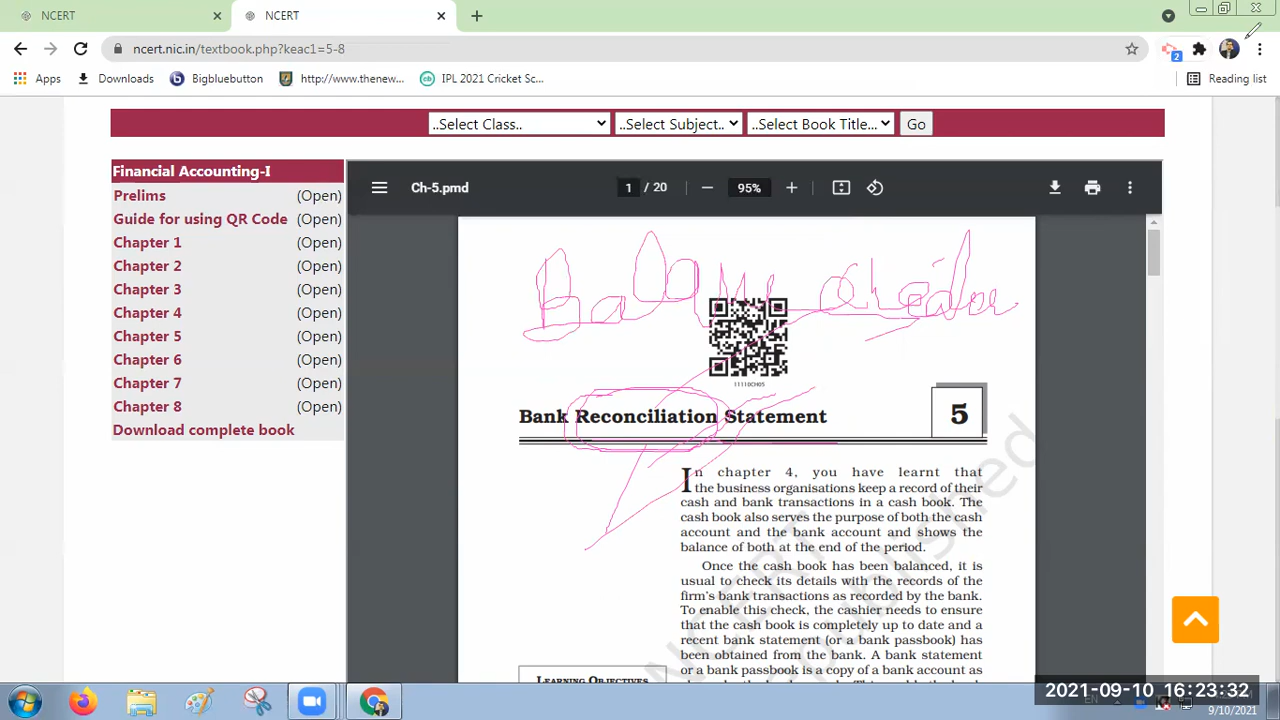 NCERT
NCERT
ncert.nic.in/textbook.php?keac1=5-8
2
Apps
Downloads
Bigbluebutton
http://www.thenew...
IPL 2021 Cricket Sc...
Reading list
..Select Class..
..Select Subject..
..Select Book Title...
Go
Financial Accounting-I
Prelims (Open)
Guide for using QR Code (Open)
Chapter 1 (Open)
Chapter 2 (Open)
Chapter 3 (Open)
Chapter 4 (Open)
Chapter 5 (Open)
Chapter 6 (Open)
Chapter 7 (Open)
Chapter 8 (Open)
Download complete book
Ch-5.pmd
1 / 20
95%
11110CH05
Bank Reconciliation Statement
5
In chapter 4, you have learnt that
the business organisations keep a record of their
cash and bank transactions in a cash book. The
cash book also serves the purpose of both the cash
account and the bank account and shows the
balance of both at the end of the period.
Once the cash book has been balanced, it is
usual to check its details with the records of the
firm's bank transactions as recorded by the bank.
To enable this check, the cashier needs to ensure
that the cash book is completely up to date and a
recent bank statement (or a bank passbook) has
been obtained from the bank. A bank statement
or a bank passbook is a copy of a bank account as
LEARNING OBJECTIVES
NCERT
published
EN
2021-09-10 16:23:32
9/10/2021